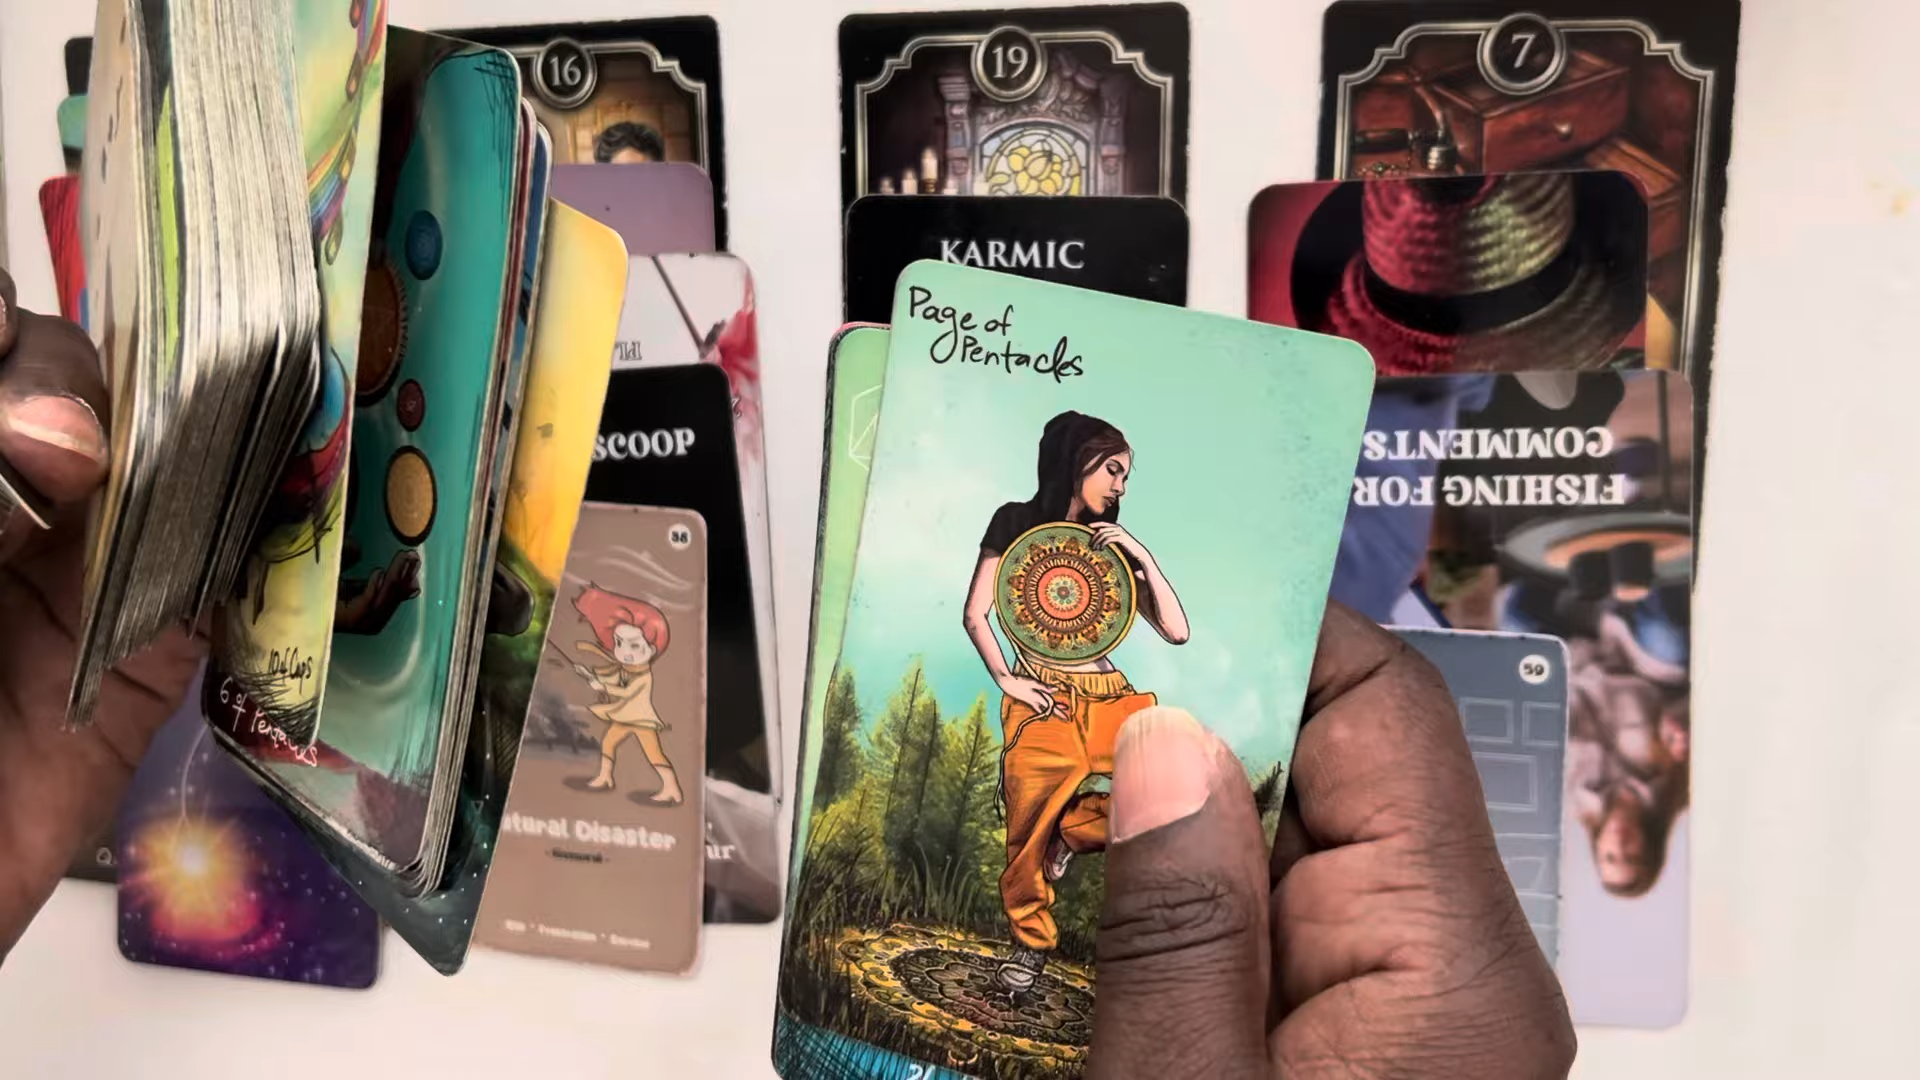 16
19
7
KARMIC
Page of
Pentacles
SCOOP
FISHING FOR
COMMENTS
38
59
10 of Cups
6 of Pentacles
Disaster